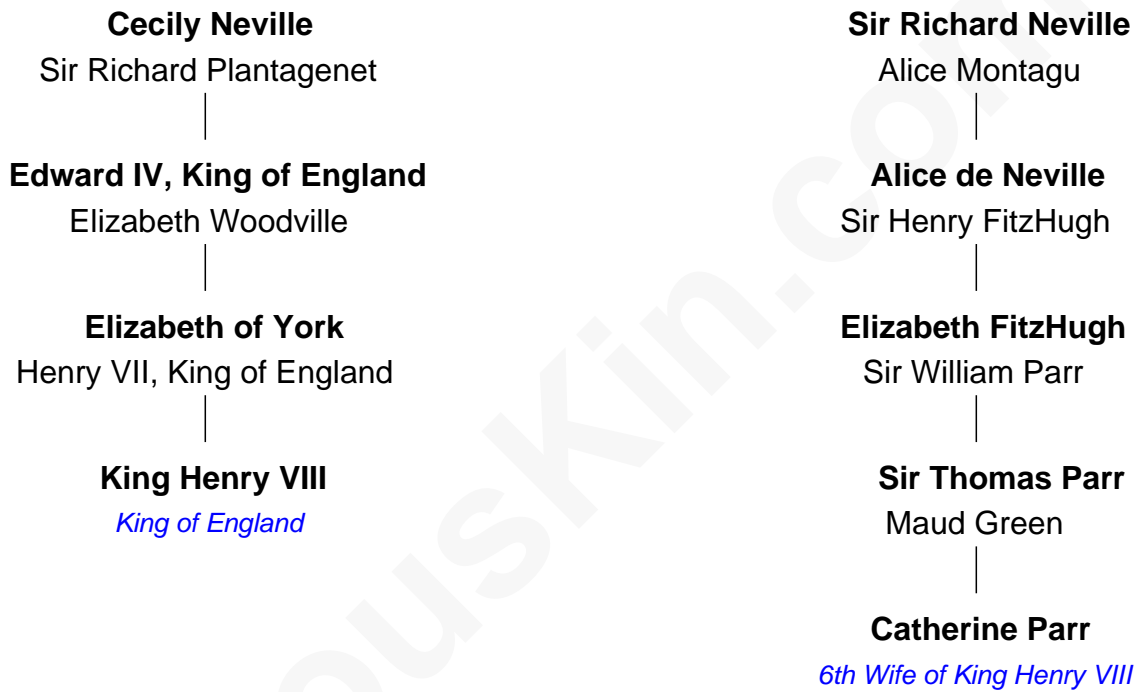 Cecily Neville
Sir Richard Plantagenet
Edward IV, King of England
Elizabeth Woodville
Elizabeth of York
Henry VII, King of England
King Henry VIII
King of England
Sir Richard Neville
Alice Montagu
Alice de Neville
Sir Henry FitzHugh
Elizabeth FitzHugh
Sir William Parr
Sir Thomas Parr
Maud Green
Catherine Parr
6th Wife of King Henry VIII
ousKin.com